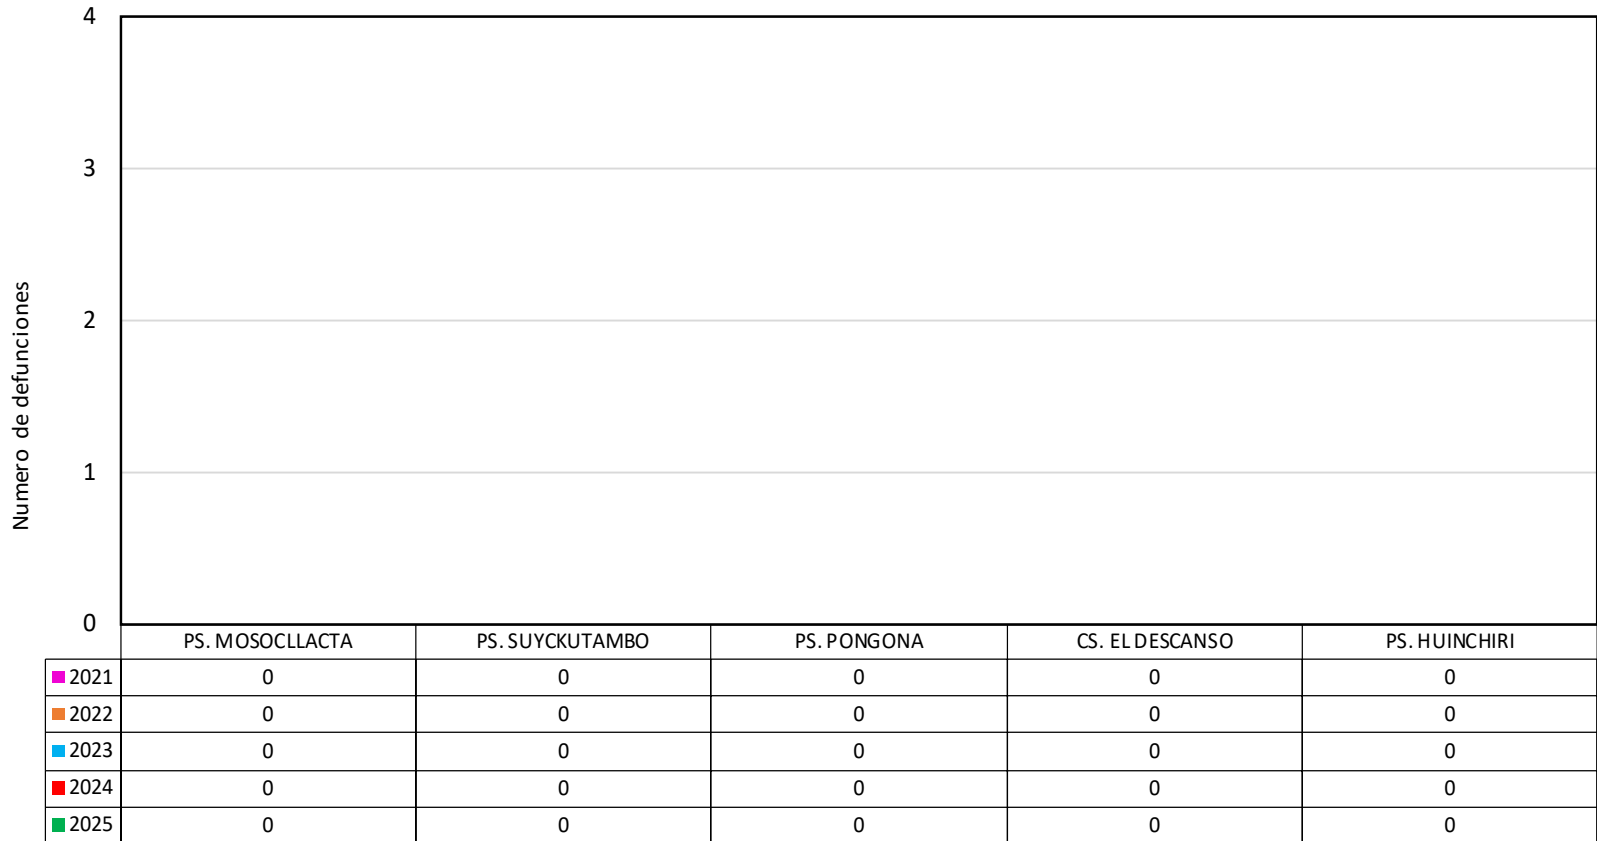 4
3
2
1
0
Numero de defunciones
PS. MOSOCLLACTA PS. SUYCKUTAMBO PS. PONGONA CS. EL DESCANSO PS. HUINCHIRI
2021 0 0 0 0 0
2022 0 0 0 0 0
2023 0 0 0 0 0
2024 0 0 0 0 0
2025 0 0 0 0 0